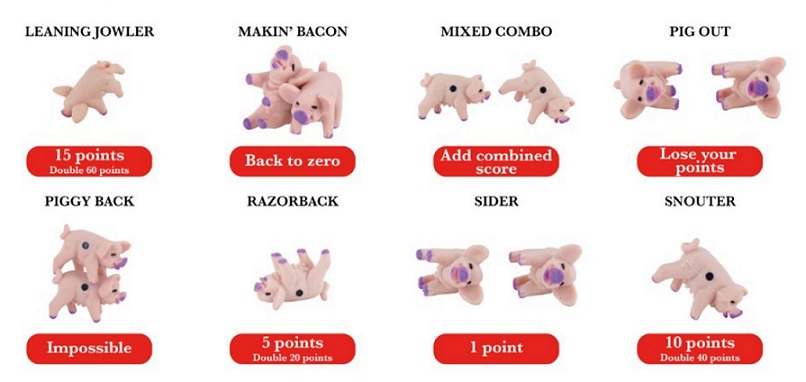 LEANING JOWLER
MAKIN’ BACON
MIXED COMBO
PIG OUT
15 points
Double 60 points
Back to zero
Add combined
score
Lose your
points
PIGGY BACK
RAZORBACK
SIDER
SNOUTER
Impossible
5 points
Double 20 points
1 point
10 points
Double 40 points